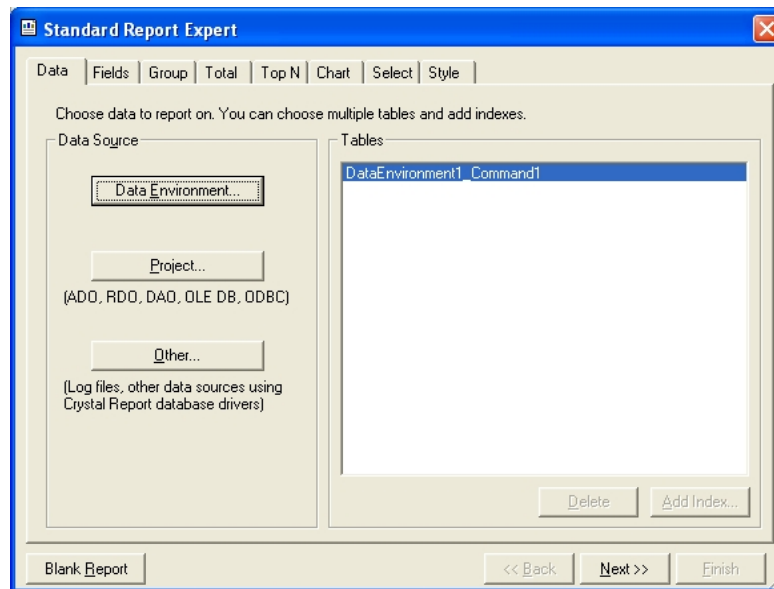 Standard Report Expert
Data Fields Group Total Top N Chart Select Style
Choose data to report on. You can choose multiple tables and add indexes.
Data Source
Data Environment...
Project...
(ADO, RDO, DAO, OLE DB, ODBC)
Other...
(Log files, other data sources using
Crystal Report database drivers)
Tables
DataEnvironment1_Command1
Delete Add Index...
Blank Report << Back Next >> Finish